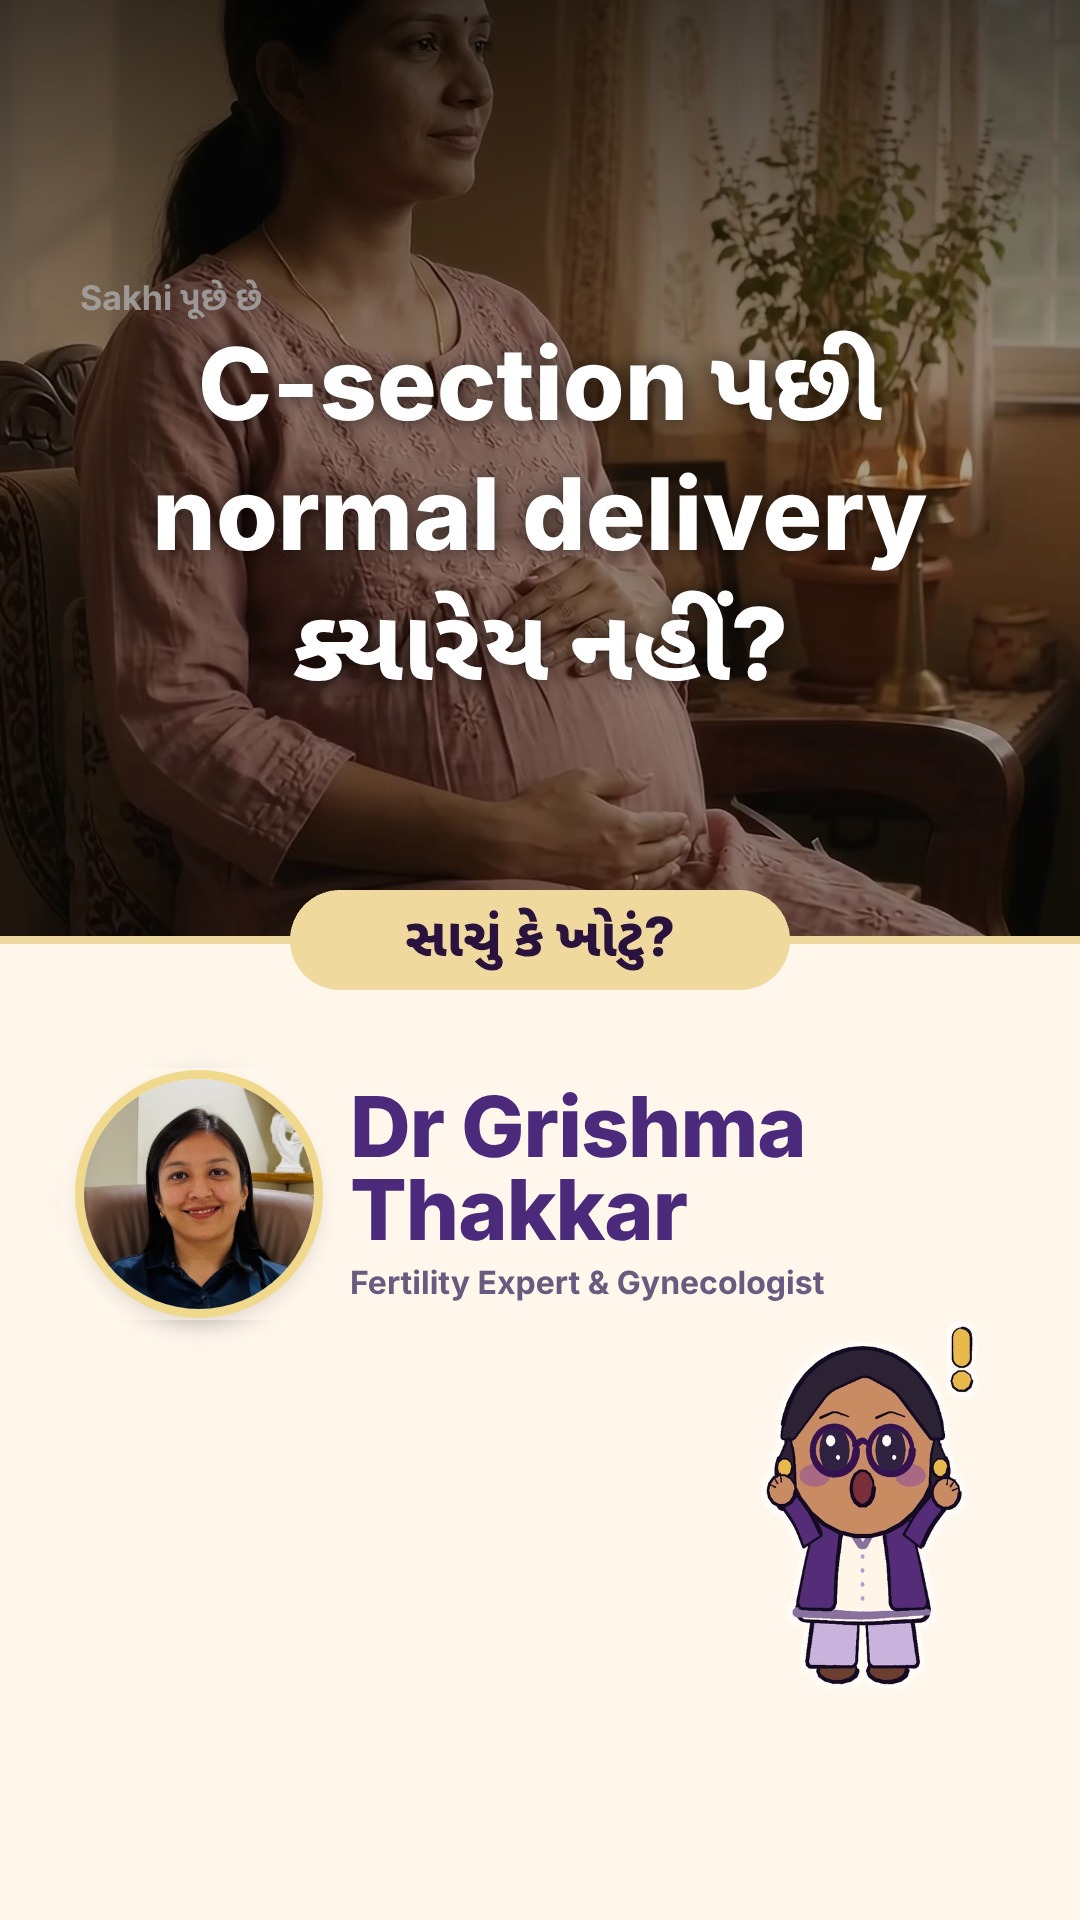 Sakhi પૂછે છે
C-section પછી
normal delivery
ક્યારેય નહીં?
સાચું કે ખોટું?
Dr Grishma
Thakkar
Fertility Expert & Gynecologist